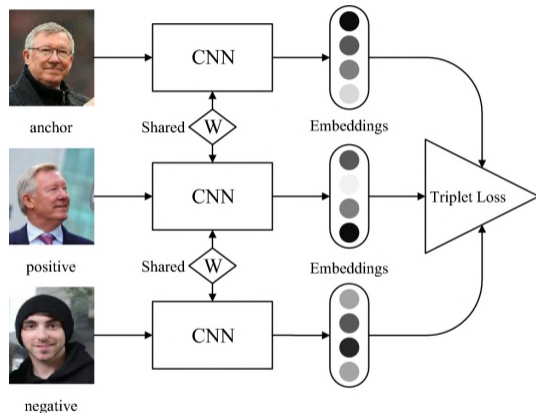 CNN
anchor
Shared
W
Embeddings
CNN
Triplet Loss
positive
Shared
W
Embeddings
CNN
negative